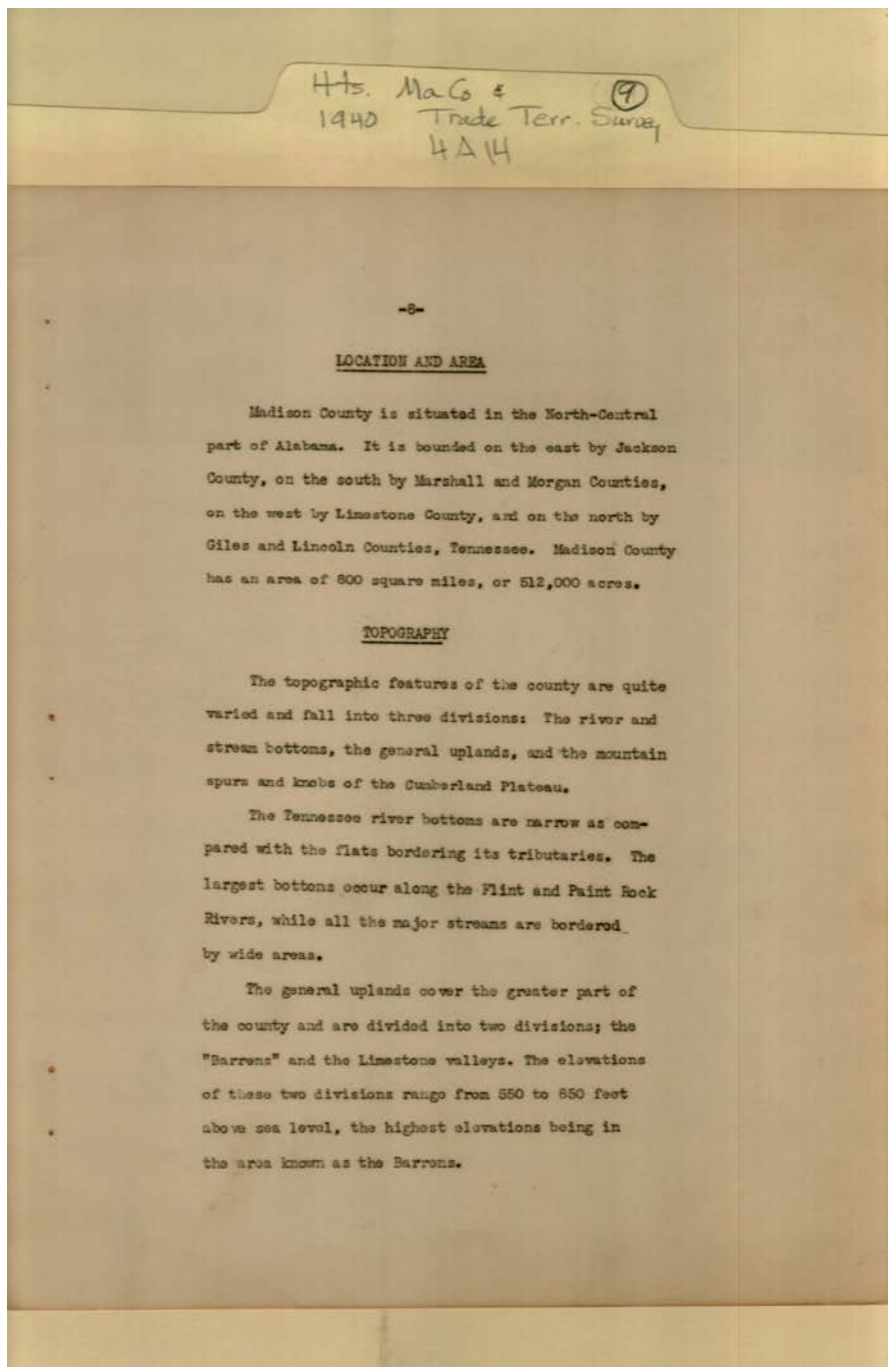 Hts. Ma Co & 9
1940 Trade Terr. Survey
4A14
-8-
LOCATION AND AREA
Madison County is situated in the North-Central
part of Alabama. It is bounded on the east by Jackson
County, on the south by Marshall and Morgan Counties,
on the west by Limestone County, and on the north by
Giles and Lincoln Counties, Tennessee. Madison County
has an area of 800 square miles, or 512,000 acres.
TOPOGRAPHY
The topographic features of the county are quite
varied and fall into three divisions: The river and
stream bottoms, the general uplands, and the mountain
spurs and knobs of the Cumberland Plateau.
The Tennessee river bottoms are narrow as com-
pared with the flats bordering its tributaries. The
largest bottoms occur along the Flint and Paint Rock
Rivers, while all the major streams are bordered
by wide areas.
The general uplands cover the greater part of
the county and are divided into two divisions; the
"Barrens" and the Limestone valleys. The elevations
of these two divisions range from 550 to 850 feet
above sea level, the highest elevations being in
the area known as the Barrens.